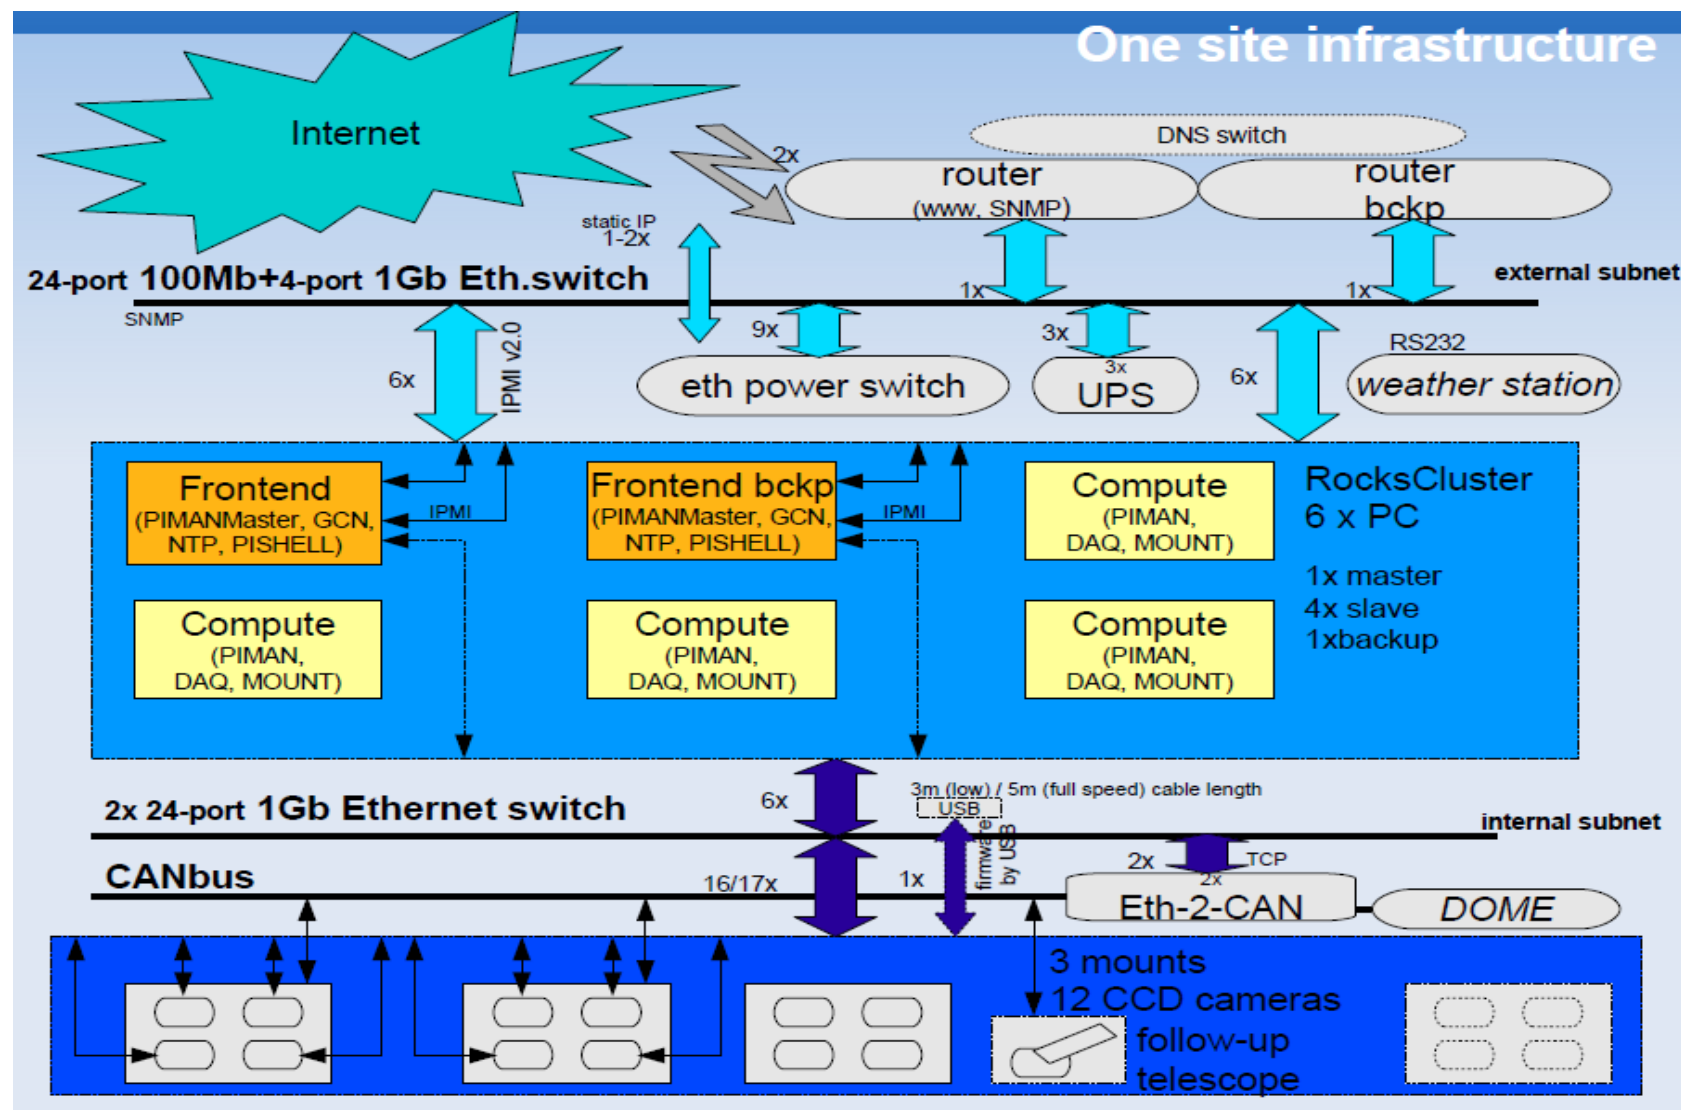 One site infrastructure
Internet
DNS switch
2x
router
(www, SNMP)
router
bckp
static IP
1-2x
24-port 100Mb+4-port 1Gb Eth.switch
external subnet
1x
1x
SNMP
IPMI v2.0
9x
3x
RS232
6x
eth power switch
3x
UPS
6x
weather station
Frontend
(PIMANMaster, GCN,
NTP, PISHELL)
IPMI
Frontend bckp
(PIMANMaster, GCN,
NTP, PISHELL)
IPMI
Compute
(PIMAN,
DAQ, MOUNT)
RocksCluster
6 x PC
1x master
4x slave
1xbackup
Compute
(PIMAN,
DAQ, MOUNT)
Compute
(PIMAN,
DAQ, MOUNT)
Compute
(PIMAN,
DAQ, MOUNT)
6x
3m (low) / 5m (full speed) cable length
USB
2x 24-port 1Gb Ethernet switch
internal subnet
firmware
by USB
2x
TCP
CANbus
16/17x
1x
2x
Eth-2-CAN
DOME
3 mounts
12 CCD cameras
follow-up
telescope